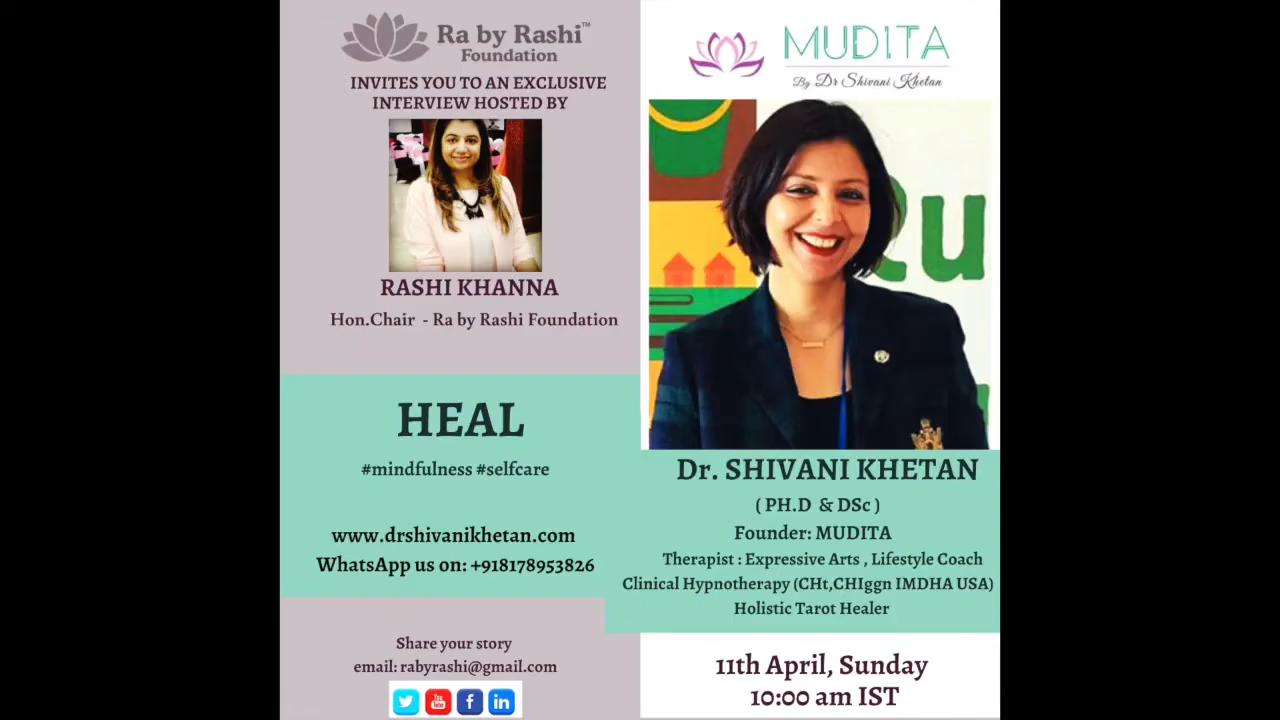 Ra by Rashi™
Foundation
INVITES YOU TO AN EXCLUSIVE
INTERVIEW HOSTED BY
RASHI KHANNA
Hon.Chair - Ra by Rashi Foundation
HEAL
#mindfulness #selfcare
www.drshivanikhetan.com
WhatsApp us on: +918178953826
Share your story
email: rabyrashi@gmail.com
You
Tube
MUDITA
By Dr Shivani Khetan
Dr. SHIVANI KHETAN
( PH.D & DSc )
Founder: MUDITA
Therapist : Expressive Arts , Lifestyle Coach
Clinical Hypnotherapy (CHt,CHIggn IMDHA USA)
Holistic Tarot Healer
11th April, Sunday
10:00 am IST